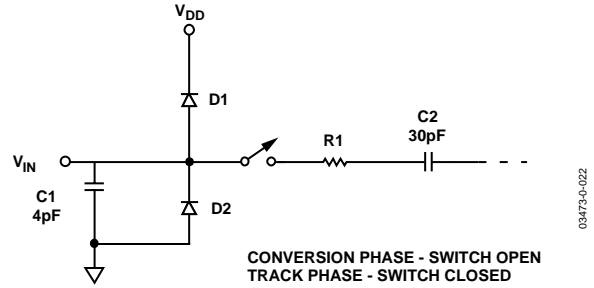 VDD
D1
C2
30pF
R1
VIN
C1
4pF
D2
CONVERSION PHASE - SWITCH OPEN
TRACK PHASE - SWITCH CLOSED
03473-0-022